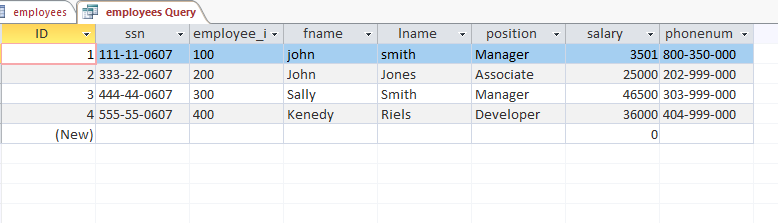 employees employees Query
ID ssn employee_i fname lname position salary phonenum
1 111-11-0607 100 john smith Manager 3501 800-350-000
2 333-22-0607 200 John Jones Associate 25000 202-999-000
3 444-44-0607 300 Sally Smith Manager 46500 303-999-000
4 555-55-0607 400 Kenedy Riels Developer 36000 404-999-000
(New) 0